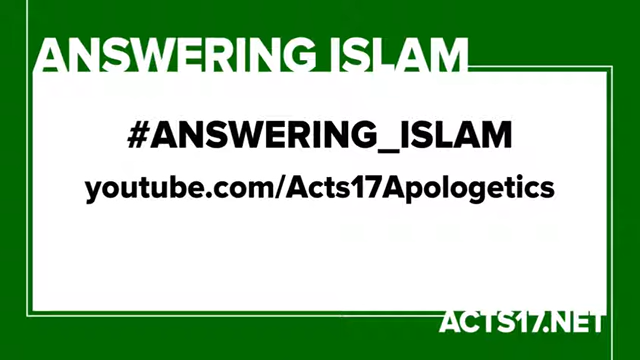 ANSWERING ISLAM
#ANSWERING_ISLAM
youtube.com/Acts17Apologetics
ACTS17.NET